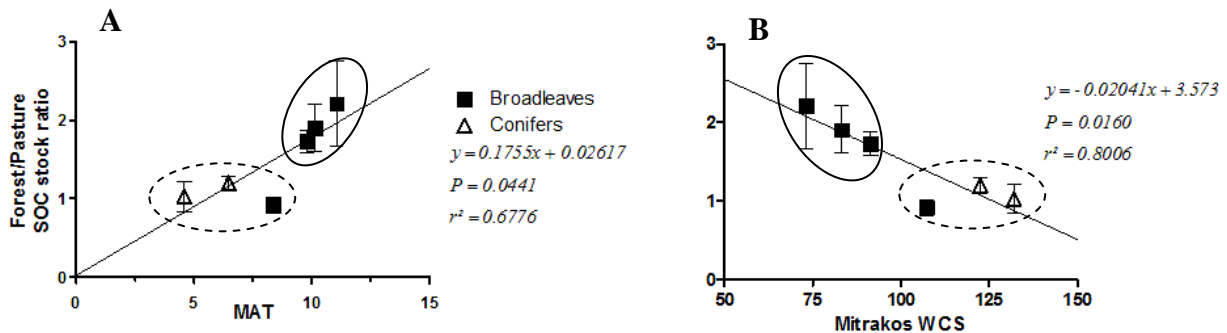 A
Forest/Pasture
SOC stock ratio
3
2
1
0
0 5 10 15
MAT
Broadleaves
Conifers
y = 0.1755x + 0.02617
P = 0.0441
r² = 0.6776
B
3
2
1
0
50 75 100 125 150
Mitrakos WCS
y = - 0.02041x + 3.573
P = 0.0160
r² = 0.8006